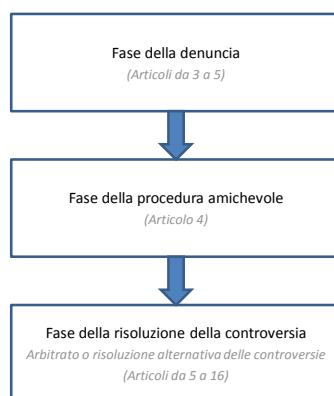 Fase della denuncia
(Articoli da 3 a 5)
Fase della procedura amichevole
(Articolo 4)
Fase della risoluzione della controversia
Arbitrato o risoluzione alternativa delle controversie
(Articoli da 5 a 16)